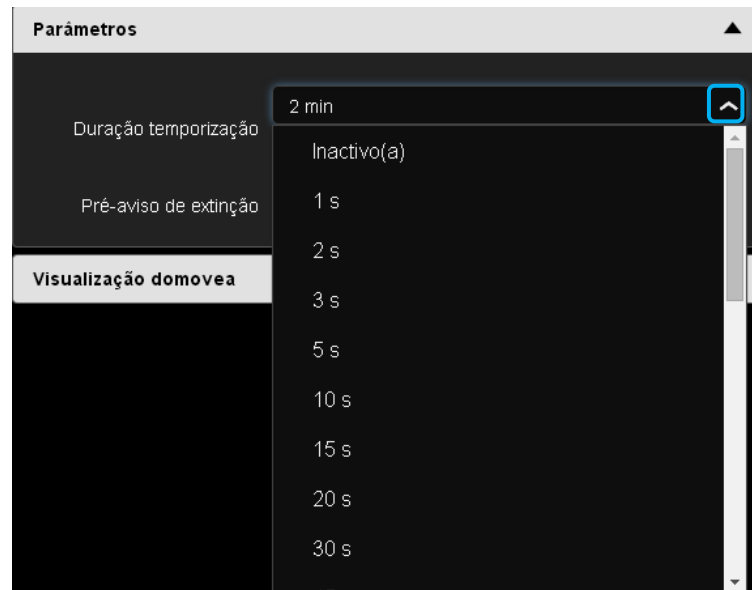 Parâmetros
2 min
Duração temporização
Inactivo(a)
1 s
Pré-aviso de extinção
2 s
Visualização domovea
3 s
5 s
10 s
15 s
20 s
30 s